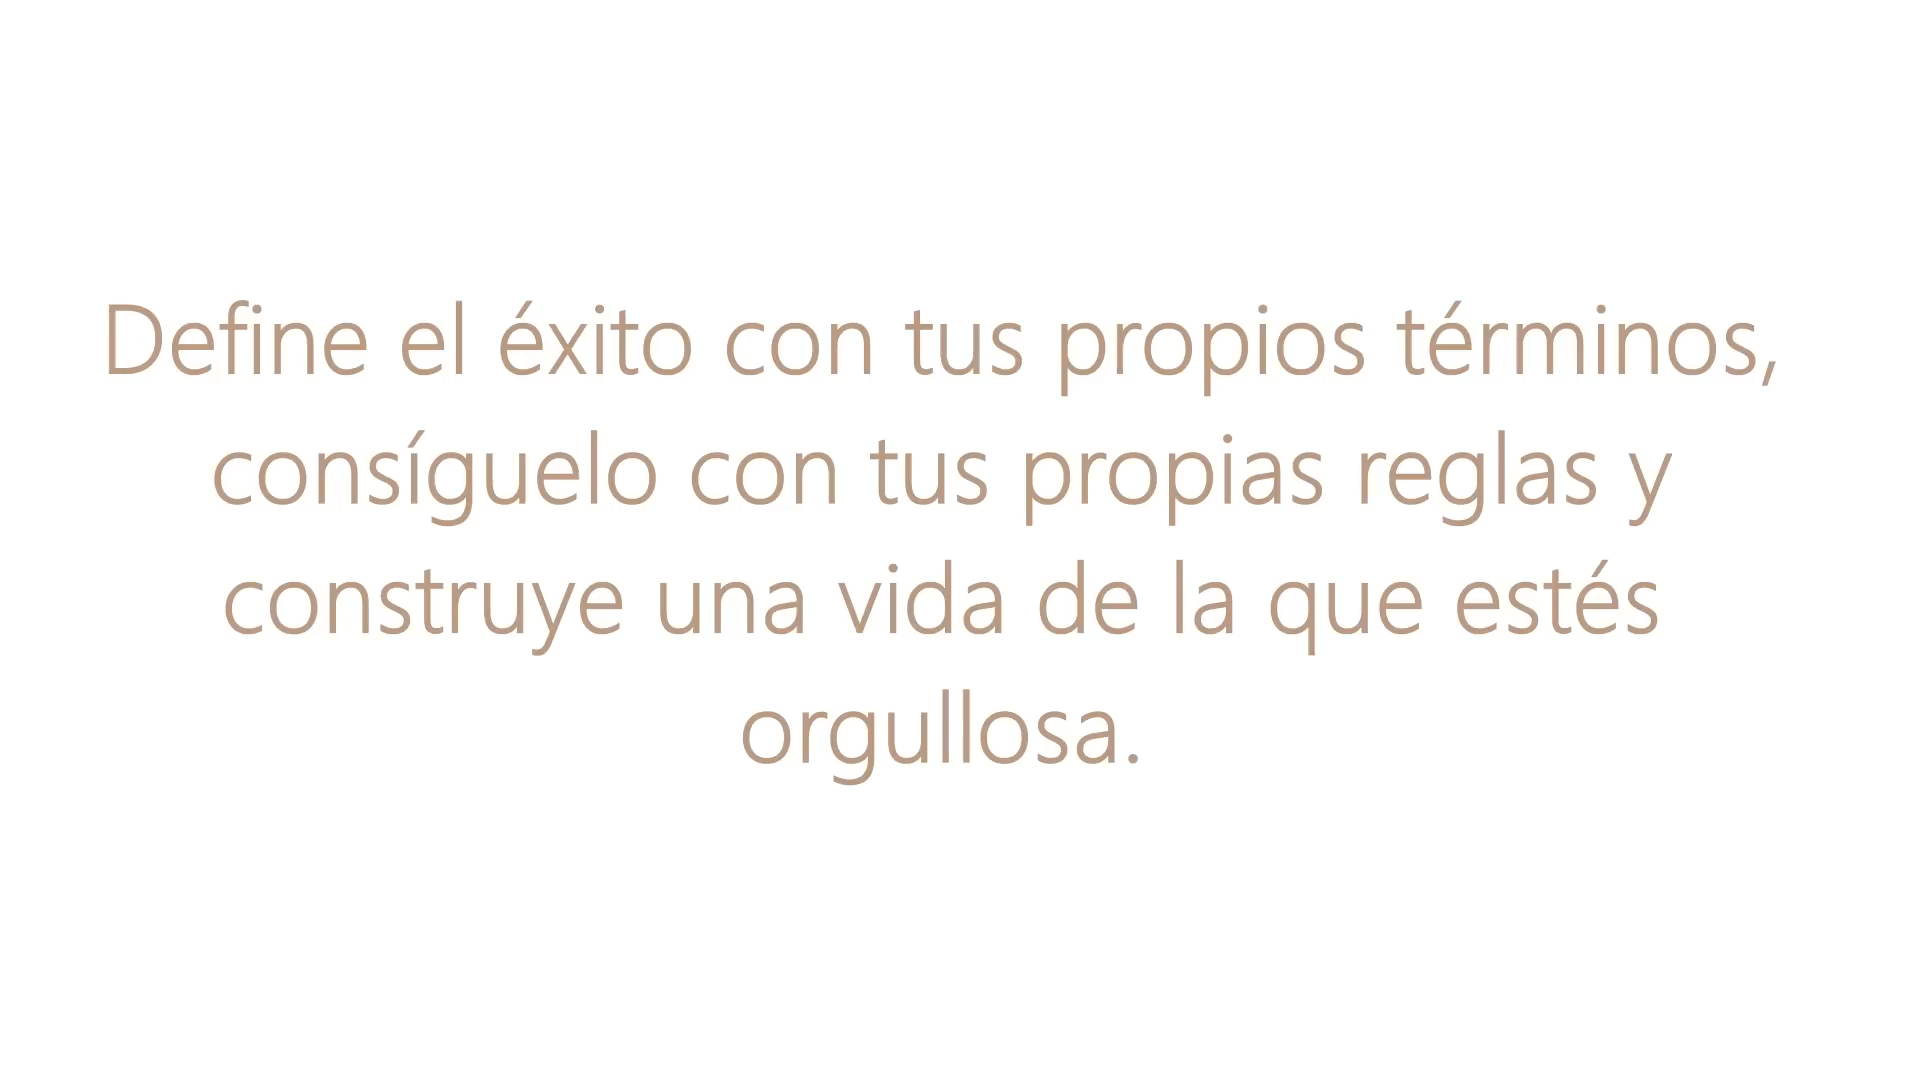 Define el éxito con tus propios términos,
consíguelo con tus propias reglas y
construye una vida de la que estés
orgullosa.